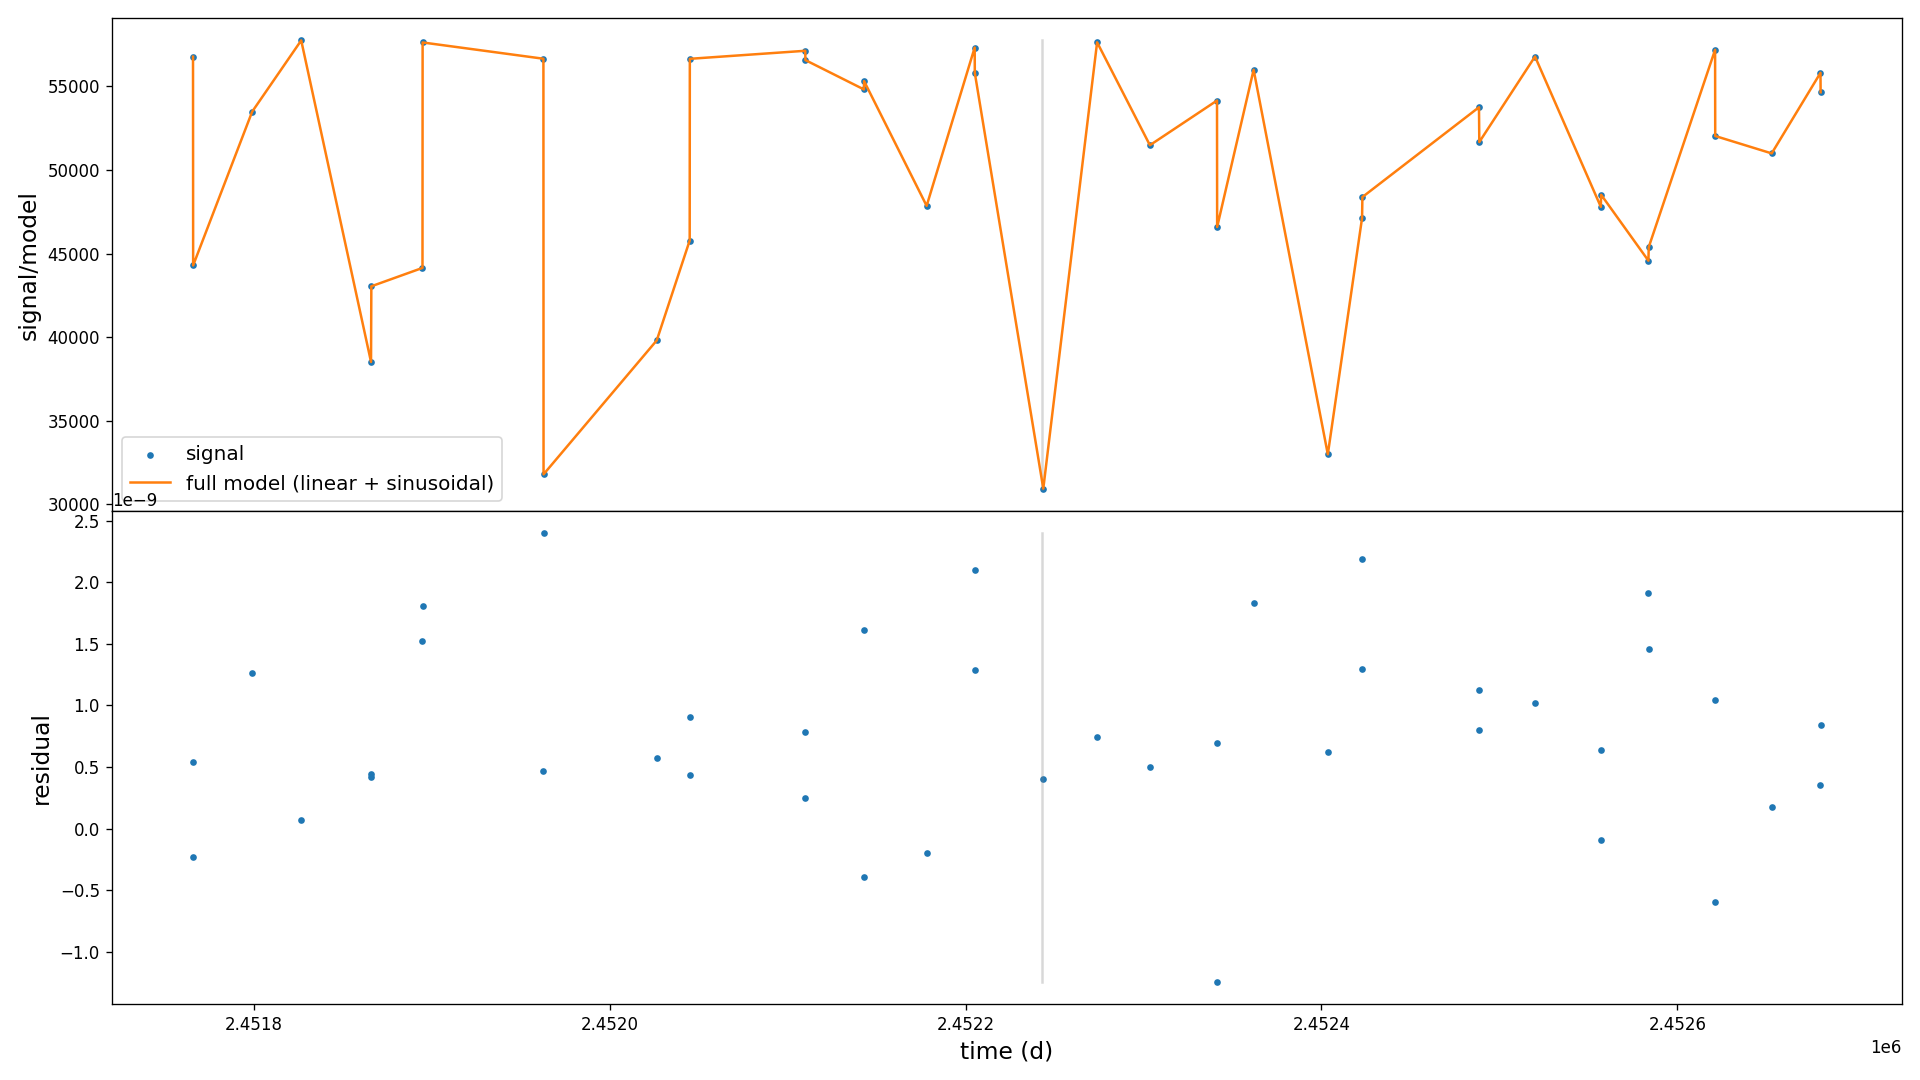 signal/model
55000
50000
45000
40000
35000
30000
signal
full model (linear + sinusoidal)
1e−9
residual
2.5
2.0
1.5
1.0
0.5
0.0
−0.5
−1.0
2.4518
2.4520
2.4522
2.4524
2.4526
time (d)
1e6